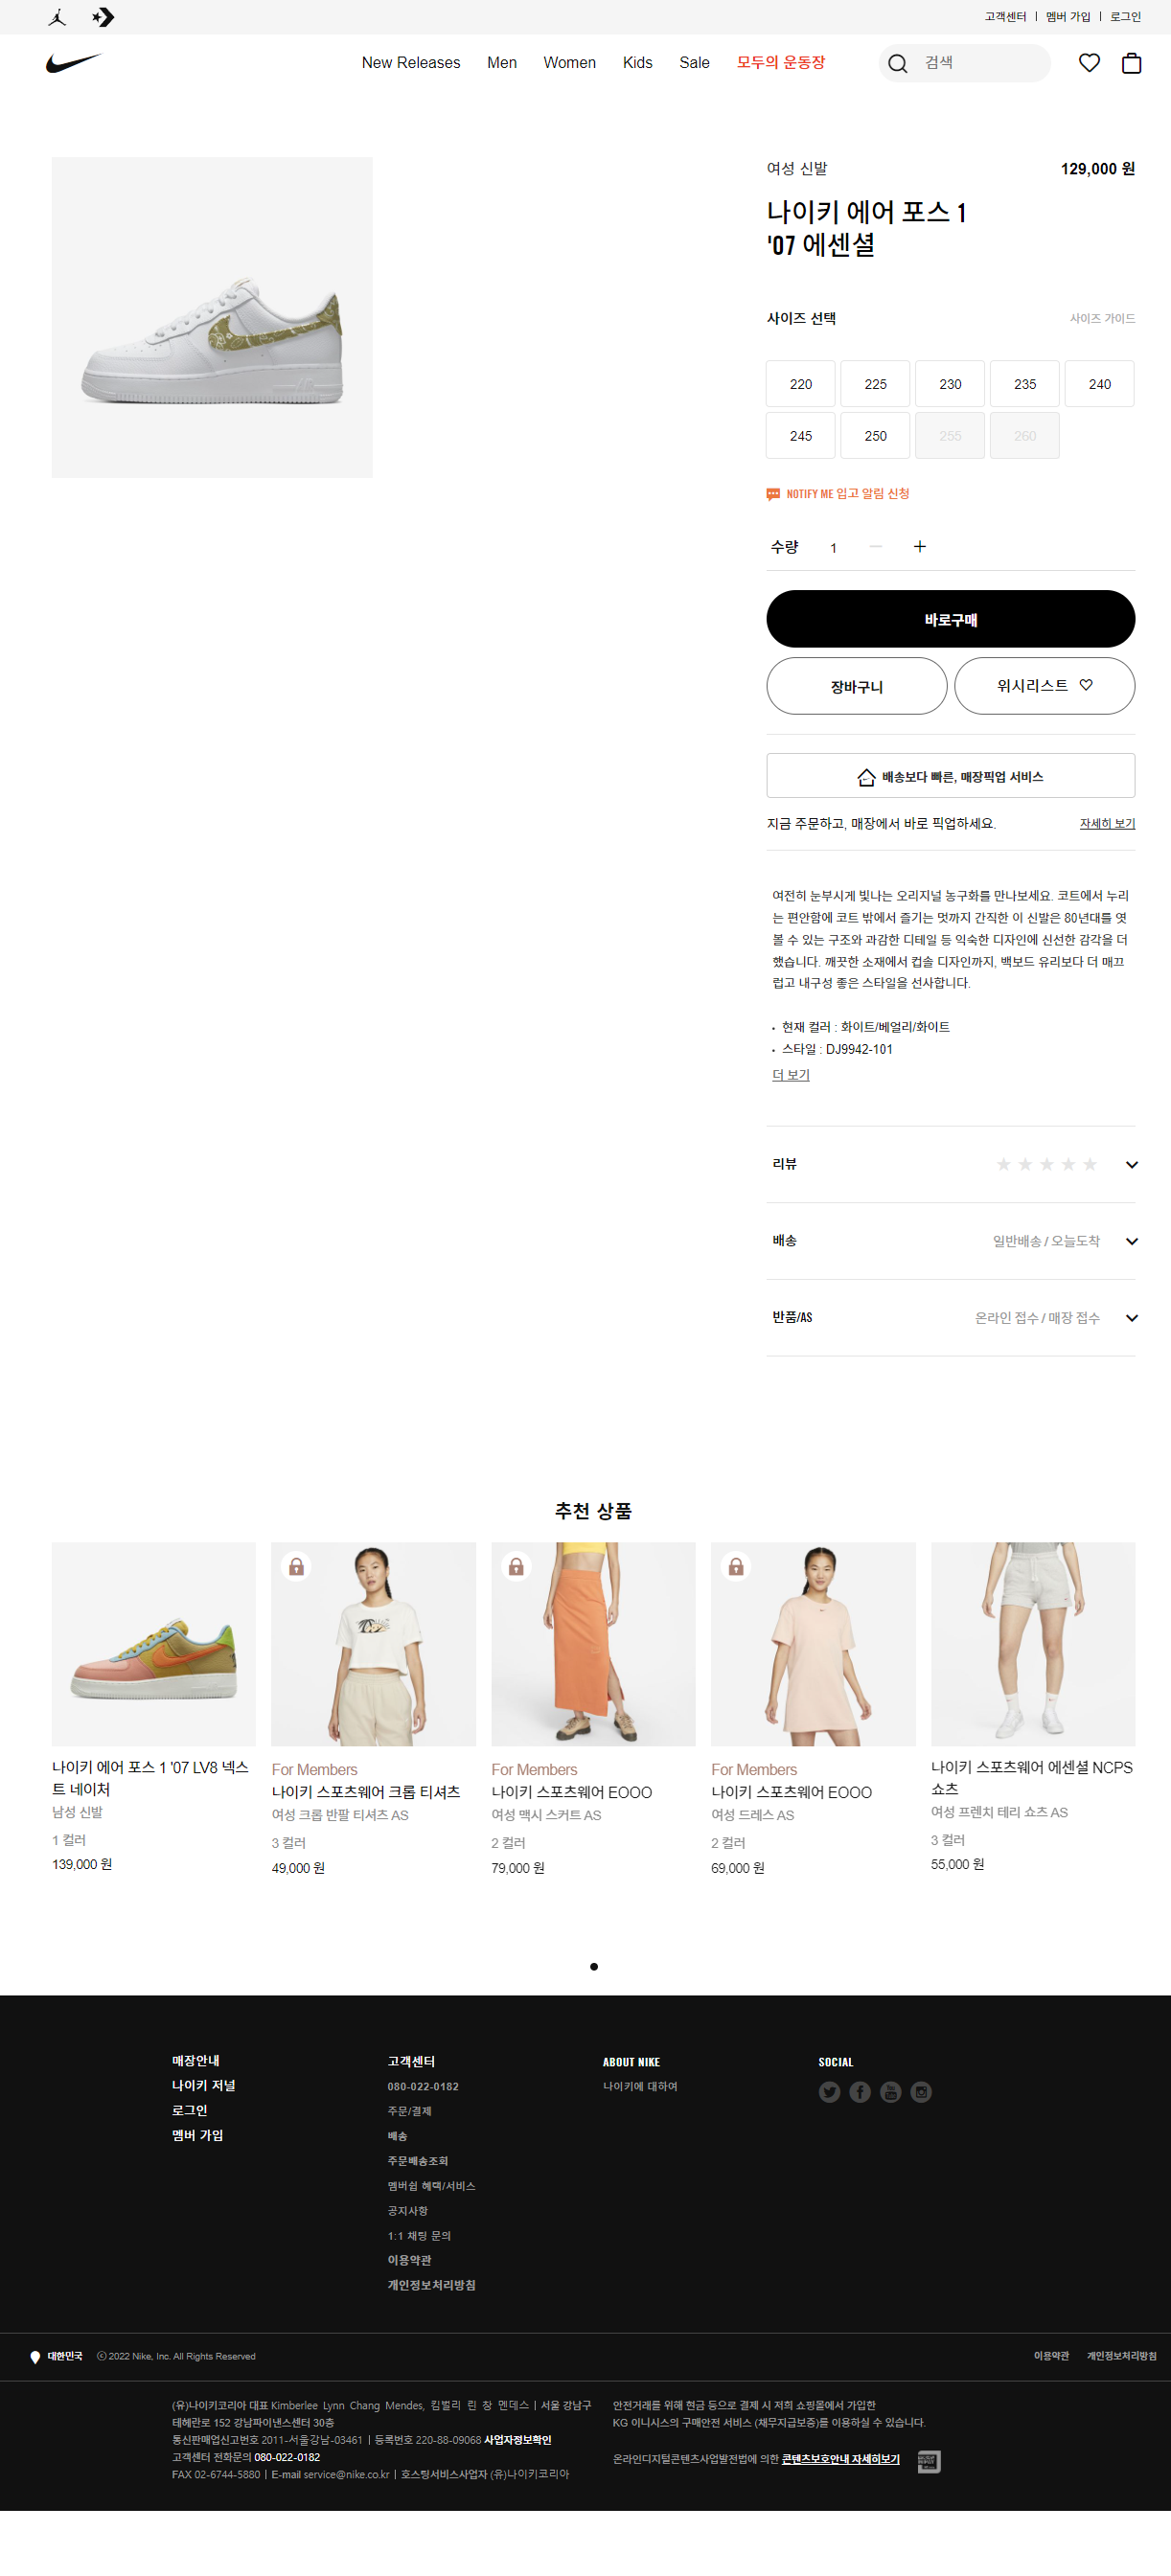 고객센터 | 멤버 가입 | 로그인
New Releases Men Women Kids Sale 모두의 운동장 검색
여성 신발 129,000 원
나이키 에어 포스 1
'07 에센셜
사이즈 선택 사이즈 가이드
220 225 230 235 240
245 250 255 260
NOTIFY ME 입고 알림 신청
수량 1
바로구매
장바구니 위시리스트
배송보다 빠른, 매장픽업 서비스
지금 주문하고, 매장에서 바로 픽업하세요. 자세히 보기
여전히 눈부시게 빛나는 오리지널 농구화를 만나보세요. 코트에서 누리
는 편안함에 코트 밖에서 즐기는 멋까지 간직한 이 신발은 80년대를 엿
볼 수 있는 구조와 과감한 디테일 등 익숙한 디자인에 신선한 감각을 더
했습니다. 깨끗한 소재에서 컵솔 디자인까지, 백보드 유리보다 더 매끄
럽고 내구성 좋은 스타일을 선사합니다.
• 현재 컬러 : 화이트/베얼리/화이트
• 스타일 : DJ9942-101
더 보기
리뷰 ★★★★★
배송 일반배송 / 오늘도착
반품/AS 온라인 접수 / 매장 접수
추천 상품
나이키 에어 포스 1 '07 LV8 넥스
트 네이처
남성 신발
1 컬러
139,000 원
For Members
나이키 스포츠웨어 크롭 티셔츠
여성 크롭 반팔 티셔츠 AS
3 컬러
49,000 원
For Members
나이키 스포츠웨어 EOOO
여성 맥시 스커트 AS
2 컬러
79,000 원
For Members
나이키 스포츠웨어 EOOO
여성 드레스 AS
2 컬러
69,000 원
나이키 스포츠웨어 에센셜 NCPS
쇼츠
여성 프렌치 테리 쇼츠 AS
3 컬러
55,000 원
매장안내
나이키 저널
로그인
멤버 가입
고객센터
080-022-0182
주문/결제
배송
주문배송조회
멤버쉽 혜택/서비스
공지사항
1:1 채팅 문의
이용약관
개인정보처리방침
ABOUT NIKE
나이키에 대하여
SOCIAL
대한민국 ⓒ 2022 Nike, Inc. All Rights Reserved 이용약관 개인정보처리방침
(유)나이키코리아 대표 Kimberlee Lynn Chang Mendes, 킴벌리 린 창 멘데스 | 서울 강남구
테헤란로 152 강남파이낸스센터 30층
통신판매업신고번호 2011-서울강남-03461 | 등록번호 220-88-09068 사업자정보확인
고객센터 전화문의 080-022-0182
FAX 02-6744-5880 | E-mail service@nike.co.kr | 호스팅서비스사업자 (유)나이키코리아
안전거래를 위해 현금 등으로 결제 시 저희 쇼핑몰에서 가입한
KG 이니시스의 구매안전 서비스 (채무지급보증)를 이용하실 수 있습니다.
온라인디지털콘텐츠사업발전법에 의한 콘텐츠보호안내 자세히보기